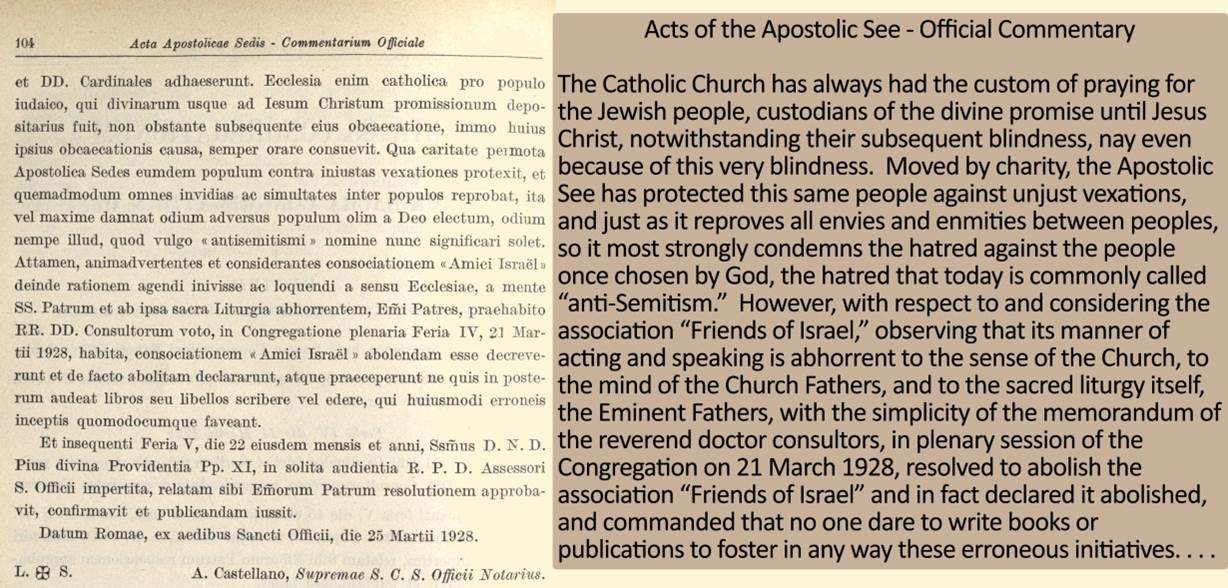 104
Acta Apostolicae Sedis - Commentarium Officiale
et DD. Cardinales adhaeserunt. Ecclesia enim catholica pro populo
iudaico, qui divinarum usque ad Iesum Christum promissionum depo-
sitarius fuit, non obstante subsequente eius obcaecatione, immo huius
ipsius obcaecationis causa, semper orare consuevit. Qua caritate permota
Apostolica Sedes eumdem populum contra iniustas vexationes protexit, et
quemadmodum omnes invidias ac simultates inter populos reprobat, ita
vel maxime damnat odium adversus populum olim a Deo electum, odium
nempe illud, quod vulgo « antisemitismi » nomine nunc significari solet.
Attamen, animadvertentes et considerantes consociationem « Amici Israël »
deinde rationem agendi inivisse ac loquendi a sensu Ecclesiae, a mente
SS. Patrum et ab ipsa sacra Liturgia abhorrentem, Em̃i Patres, praehabito
RR. DD. Consultorum voto, in Congregatione plenaria Feria IV, 21 Mar-
tii 1928, habita, consociationem « Amici Israël » abolendam esse decreve-
runt et de facto abolitam declararunt, atque praeceperunt ne quis in poste-
rum audeat libros seu libellos scribere vel edere, qui huiusmodi erroneis
inceptis quomodocumque faveant.
Et insequenti Feria V, die 22 eiusdem mensis et anni, Ssm̃us D. N. D.
Pius divina Providentia Pp. XI, in solita audientia R. P. D. Assessori
S. Officii impertita, relatam sibi Em̃orum Patrum resolutionem approba-
vit, confirmavit et publicandam iussit.
Datum Romae, ex aedibus Sancti Officii, die 25 Martii 1928.
L. ✠ S.
A. Castellano, Supremae S. C. S. Officii Notarius.
Acts of the Apostolic See - Official Commentary
The Catholic Church has always had the custom of praying for
the Jewish people, custodians of the divine promise until Jesus
Christ, notwithstanding their subsequent blindness, nay even
because of this very blindness. Moved by charity, the Apostolic
See has protected this same people against unjust vexations,
and just as it reproves all envies and enmities between peoples,
so it most strongly condemns the hatred against the people
once chosen by God, the hatred that today is commonly called
“anti-Semitism.” However, with respect to and considering the
association “Friends of Israel,” observing that its manner of
acting and speaking is abhorrent to the sense of the Church, to
the mind of the Church Fathers, and to the sacred liturgy itself,
the Eminent Fathers, with the simplicity of the memorandum of
the reverend doctor consultors, in plenary session of the
Congregation on 21 March 1928, resolved to abolish the
association “Friends of Israel” and in fact declared it abolished,
and commanded that no one dare to write books or
publications to foster in any way these erroneous initiatives. . . .